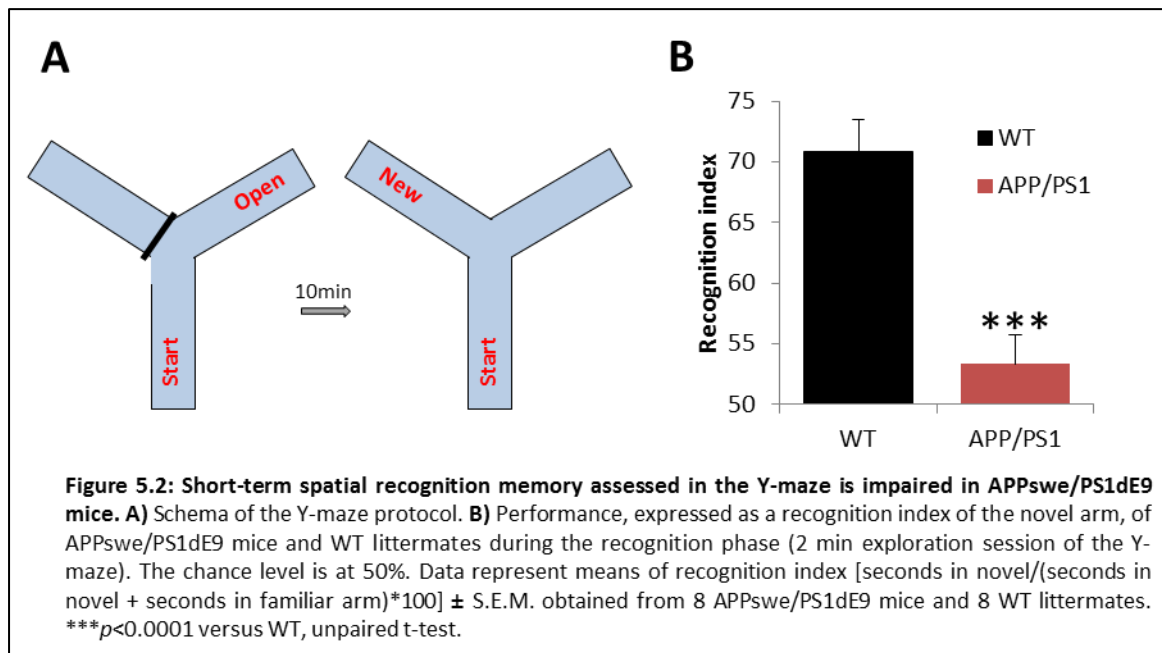 A
B
Open
New
Start
Start
10min
Recognition index
75
70
65
60
55
50
WT
APP/PS1
***
WT
APP/PS1
Figure 5.2: Short-term spatial recognition memory assessed in the Y-maze is impaired in APPswe/PS1dE9
mice. A) Schema of the Y-maze protocol. B) Performance, expressed as a recognition index of the novel arm, of
APPswe/PS1dE9 mice and WT littermates during the recognition phase (2 min exploration session of the Y-
maze). The chance level is at 50%. Data represent means of recognition index [seconds in novel/(seconds in
novel + seconds in familiar arm)*100] ± S.E.M. obtained from 8 APPswe/PS1dE9 mice and 8 WT littermates.
***p<0.0001 versus WT, unpaired t-test.